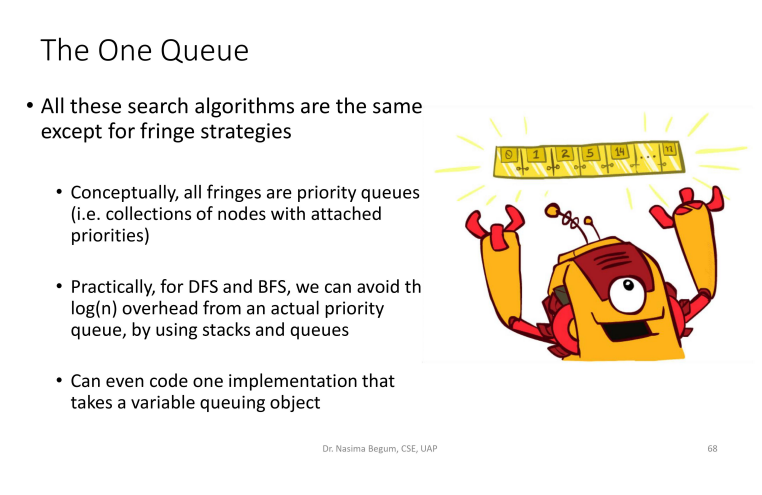 The One Queue
• All these search algorithms are the same
except for fringe strategies
• Conceptually, all fringes are priority queues
(i.e. collections of nodes with attached
priorities)
• Practically, for DFS and BFS, we can avoid th
log(n) overhead from an actual priority
queue, by using stacks and queues
• Can even code one implementation that
takes a variable queuing object
0 1 2 5 14 ... n
Dr. Nasima Begum, CSE, UAP
68